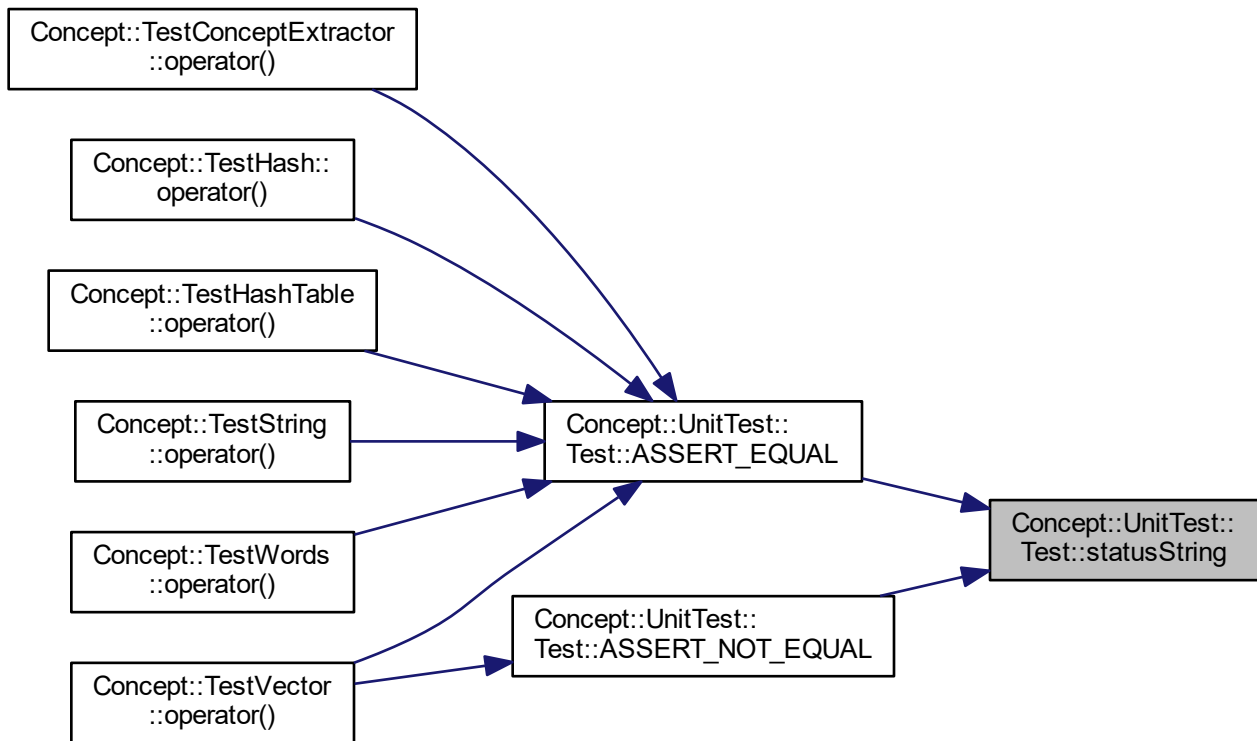 Concept::TestConceptExtractor
::operator()
Concept::TestHash::
operator()
Concept::TestHashTable
::operator()
Concept::TestString
::operator()
Concept::TestWords
::operator()
Concept::TestVector
::operator()
Concept::UnitTest::
Test::ASSERT_EQUAL
Concept::UnitTest::
Test::ASSERT_NOT_EQUAL
Concept::UnitTest::
Test::statusString